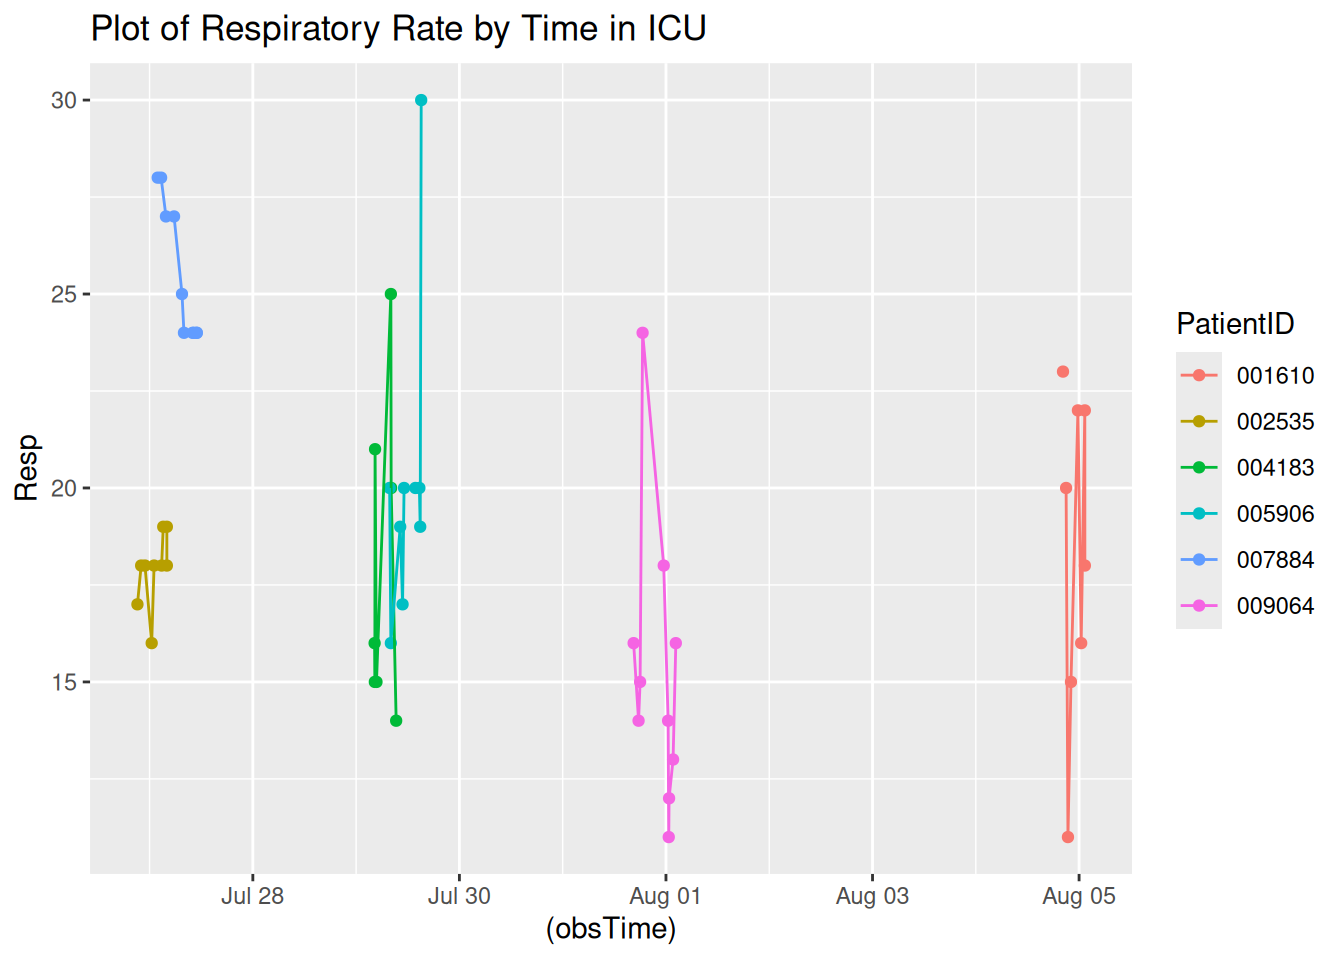 Plot of Respiratory Rate by Time in ICU
Resp
30
25
20
15
Jul 28
Jul 30
Aug 01
Aug 03
Aug 05
(obsTime)
PatientID
001610
002535
004183
005906
007884
009064